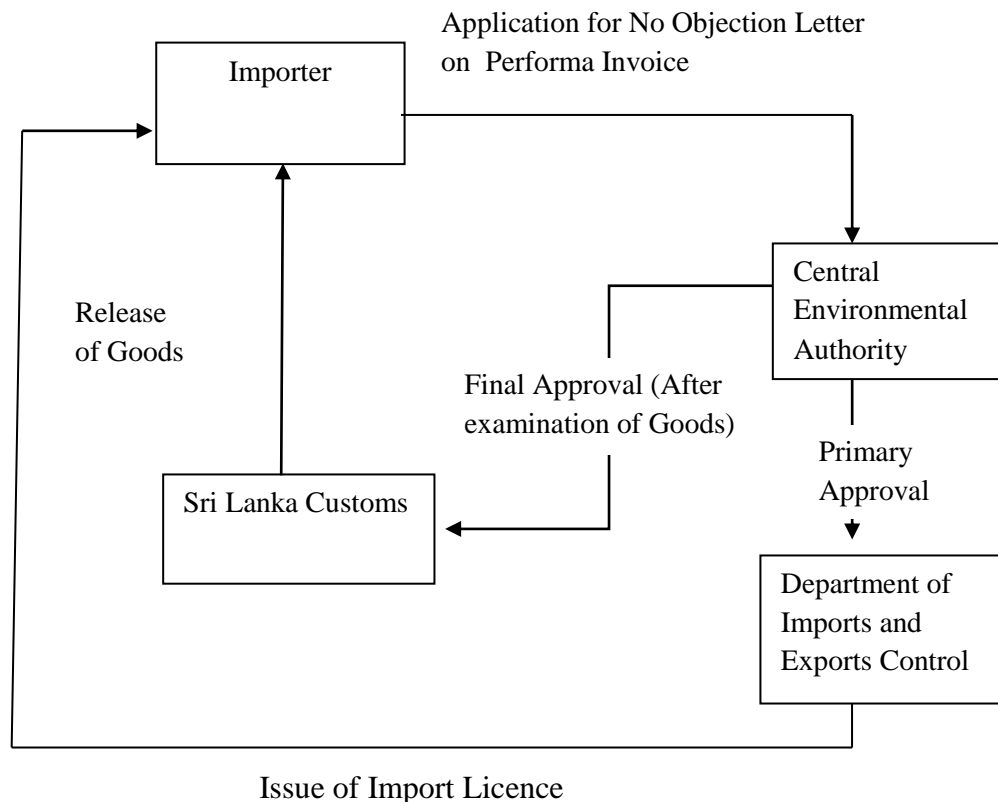 Application for No Objection Letter
on Performa Invoice
Importer
Central
Environmental
Authority
Release
of Goods
Final Approval (After
examination of Goods)
Primary
Approval
Sri Lanka Customs
Department of
Imports and
Exports Control
Issue of Import Licence